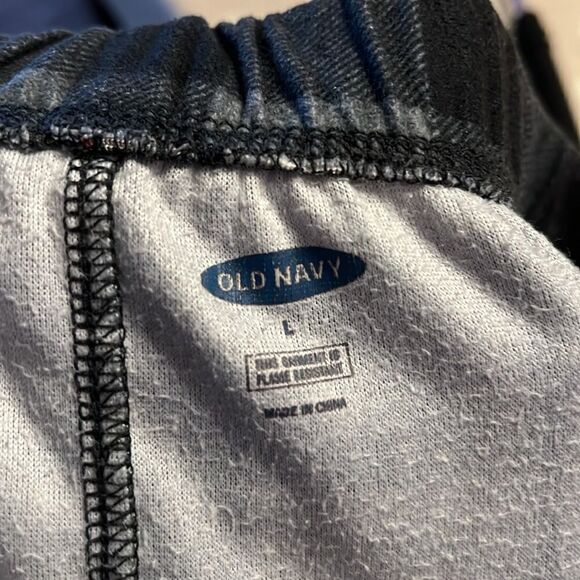 OLD NAVY
L
THIS GARMENT IS
FLAME RESISTANT
MADE IN CHINA